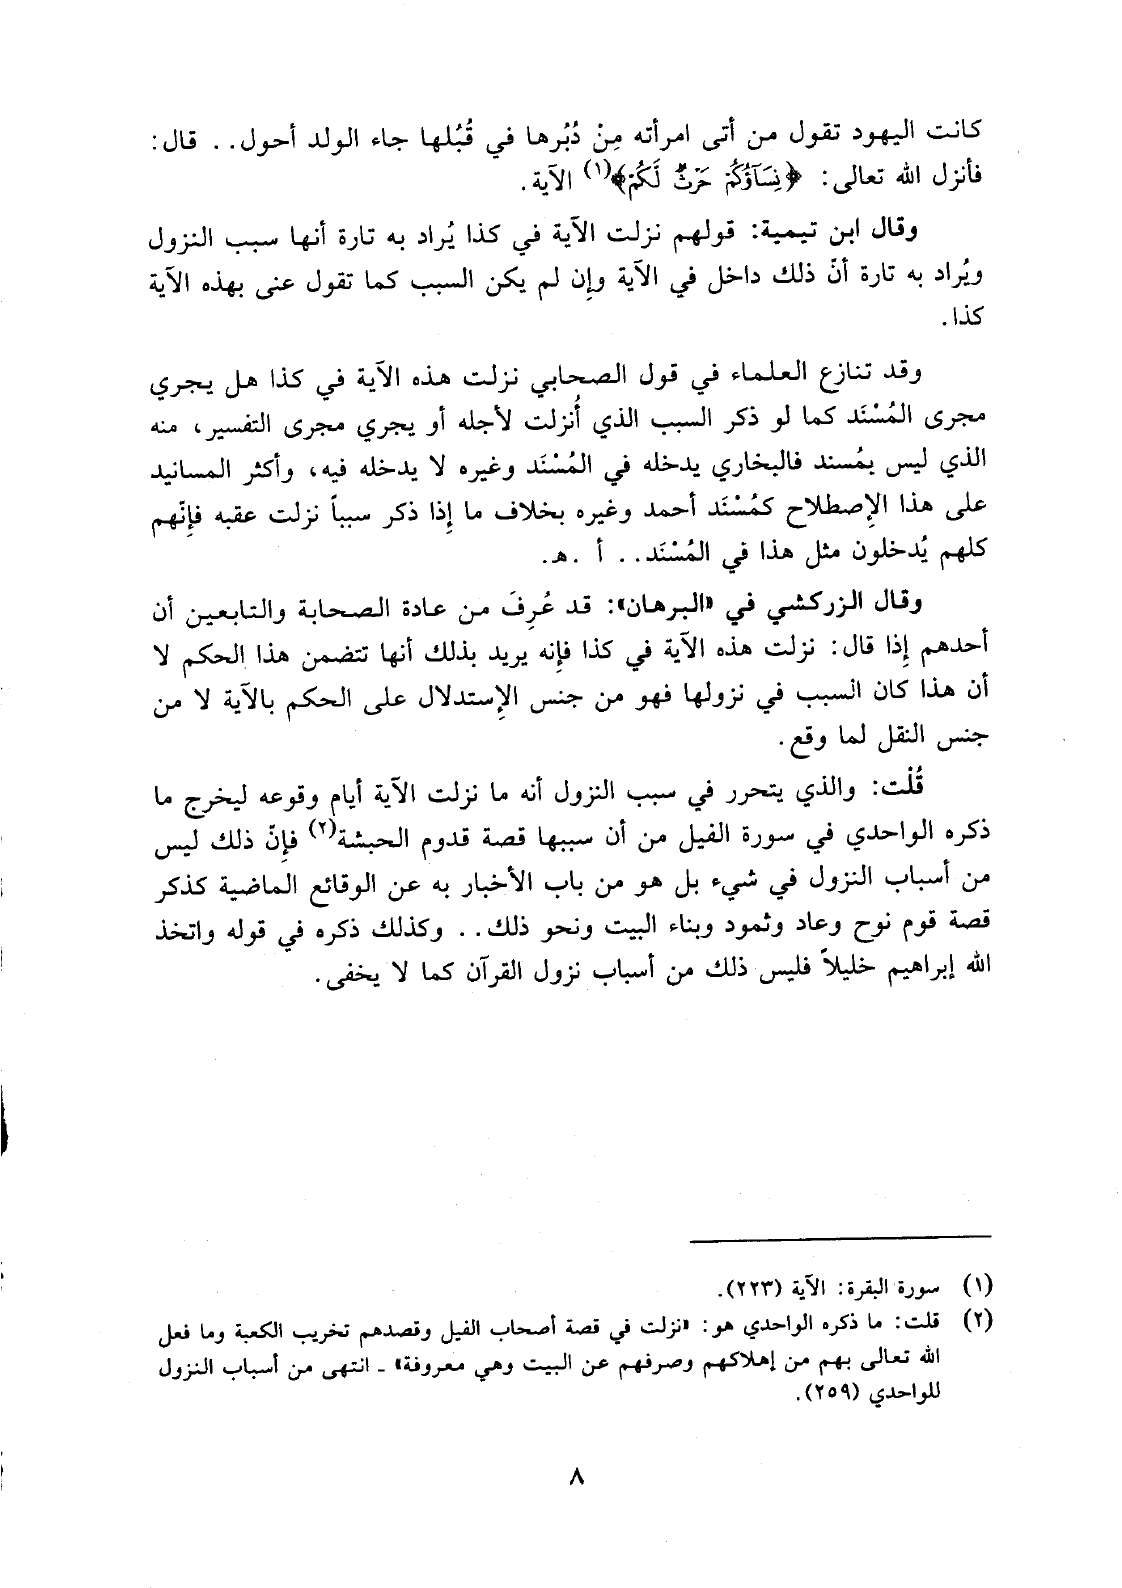 كانت اليهود تقول من أتى امرأته مِنْ دُبُرها في قُبُلها جاء الولد أحول.. قال:
فأنزل الله تعالى: ﴿نِسَآؤُكُمْ حَرْثٌ لَّكُمْ﴾(١) الآية.
وقال ابن تيمية: قولهم نزلت الآية في كذا يُراد به تارة أنها سبب النزول
ويُراد به تارة أنّ ذلك داخل في الآية وإن لم يكن السبب كما تقول عنى بهذه الآية
كذا.
وقد تنازع العلماء في قول الصحابي نزلت هذه الآية في كذا هل يجري
مجرى المُسْنَد كما لو ذكر السبب الذي أُنزلت لأجله أو يجري مجرى التفسير، منه
الذي ليس بمُسند فالبخاري يدخله في المُسْنَد وغيره لا يدخله فيه، وأكثر المسانيد
على هذا الإصطلاح كمُسْنَد أحمد وغيره بخلاف ما إذا ذكر سبباً نزلت عقبه فإنّهم
كلهم يُدخلون مثل هذا في المُسْنَد.. أ .هـ.
وقال الزركشي في «البرهان»: قد عُرِفَ من عادة الصحابة والتابعين أن
أحدهم إذا قال: نزلت هذه الآية في كذا فإنه يريد بذلك أنها تتضمن هذا الحكم لا
أن هذا كان السبب في نزولها فهو من جنس الإستدلال على الحكم بالآية لا من
جنس النقل لما وقع.
قُلْت: والذي يتحرر في سبب النزول أنه ما نزلت الآية أيام وقوعه ليخرج ما
ذكره الواحدي في سورة الفيل من أن سببها قصة قدوم الحبشة(٢) فإنّ ذلك ليس
من أسباب النزول في شيء بل هو من باب الأخبار به عن الوقائع الماضية كذكر
قصة قوم نوح وعاد وثمود وبناء البيت ونحو ذلك.. وكذلك ذكره في قوله واتخذ
الله إبراهيم خليلاً فليس ذلك من أسباب نزول القرآن كما لا يخفى.
(١) سورة البقرة: الآية (٢٢٣).
(٢) قلت: ما ذكره الواحدي هو: «نزلت في قصة أصحاب الفيل وقصدهم تخريب الكعبة وما فعل
الله تعالى بهم من إهلاكهم وصرفهم عن البيت وهي معروفة» ـ انتهى من أسباب النزول
للواحدي (٢٥٩).
٨